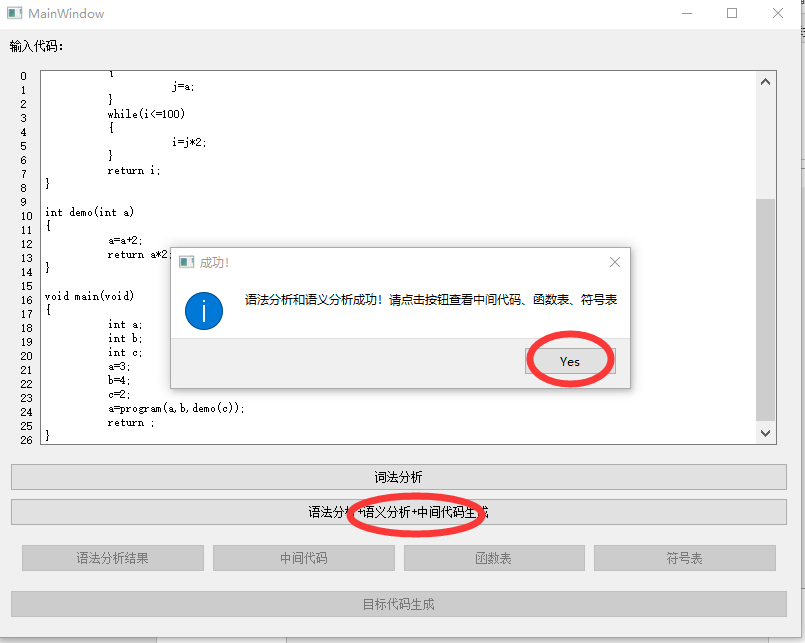 MainWindow
输入代码:
0
1
2
3
4
5
6
7
8
9
10
11
12
13
14
15
16
17
18
19
20
21
22
23
24
25
26
{
j=a;
}
while(i<=100)
{
i=j*2;
}
return i;
}
int demo(int a)
{
a=a+2;
return a*2;
}
void main(void)
{
int a;
int b;
int c;
a=3;
b=4;
c=2;
a=program(a,b,demo(c));
return ;
}
成功!
语法分析和语义分析成功!请点击按钮查看中间代码、函数表、符号表
Yes
词法分析
语法分析+语义分析+中间代码生成
语法分析结果
中间代码
函数表
符号表
目标代码生成